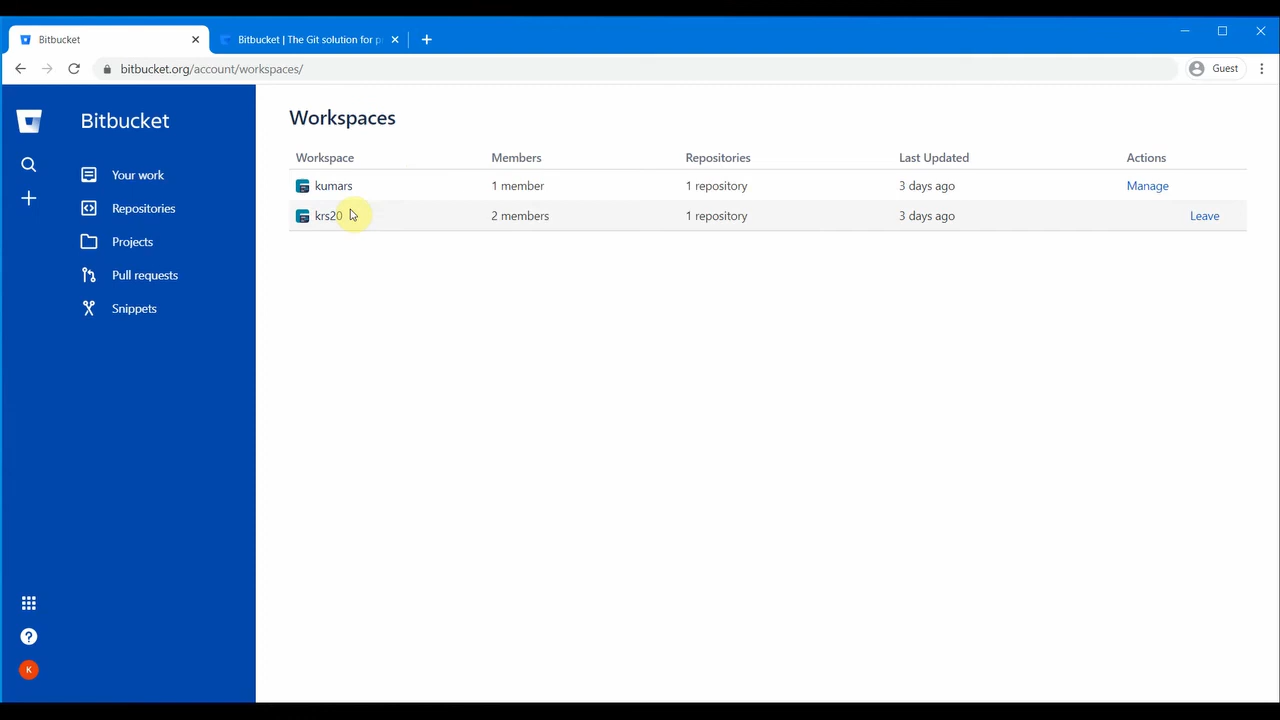 Bitbucket
Bitbucket | The Git solution for p
bitbucket.org/account/workspaces/
Guest
Bitbucket
Your work
Repositories
Projects
Pull requests
Snippets
K
Workspaces
Workspace Members Repositories Last Updated Actions
kumars 1 member 1 repository 3 days ago Manage
krs20 2 members 1 repository 3 days ago Leave